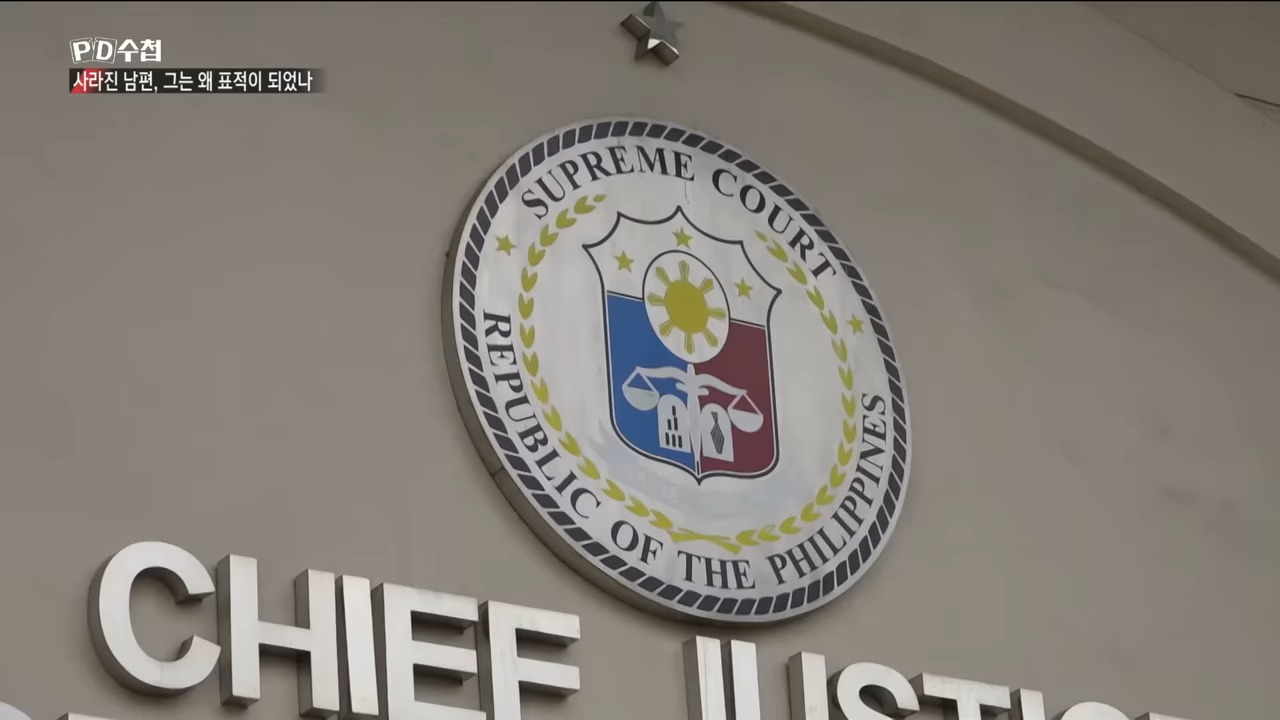 PD수첩
사라진 남편, 그는 왜 표적이 되었나
SUPREME COURT
REPUBLIC OF THE PHILIPPINES
CHIEF JUSTIC